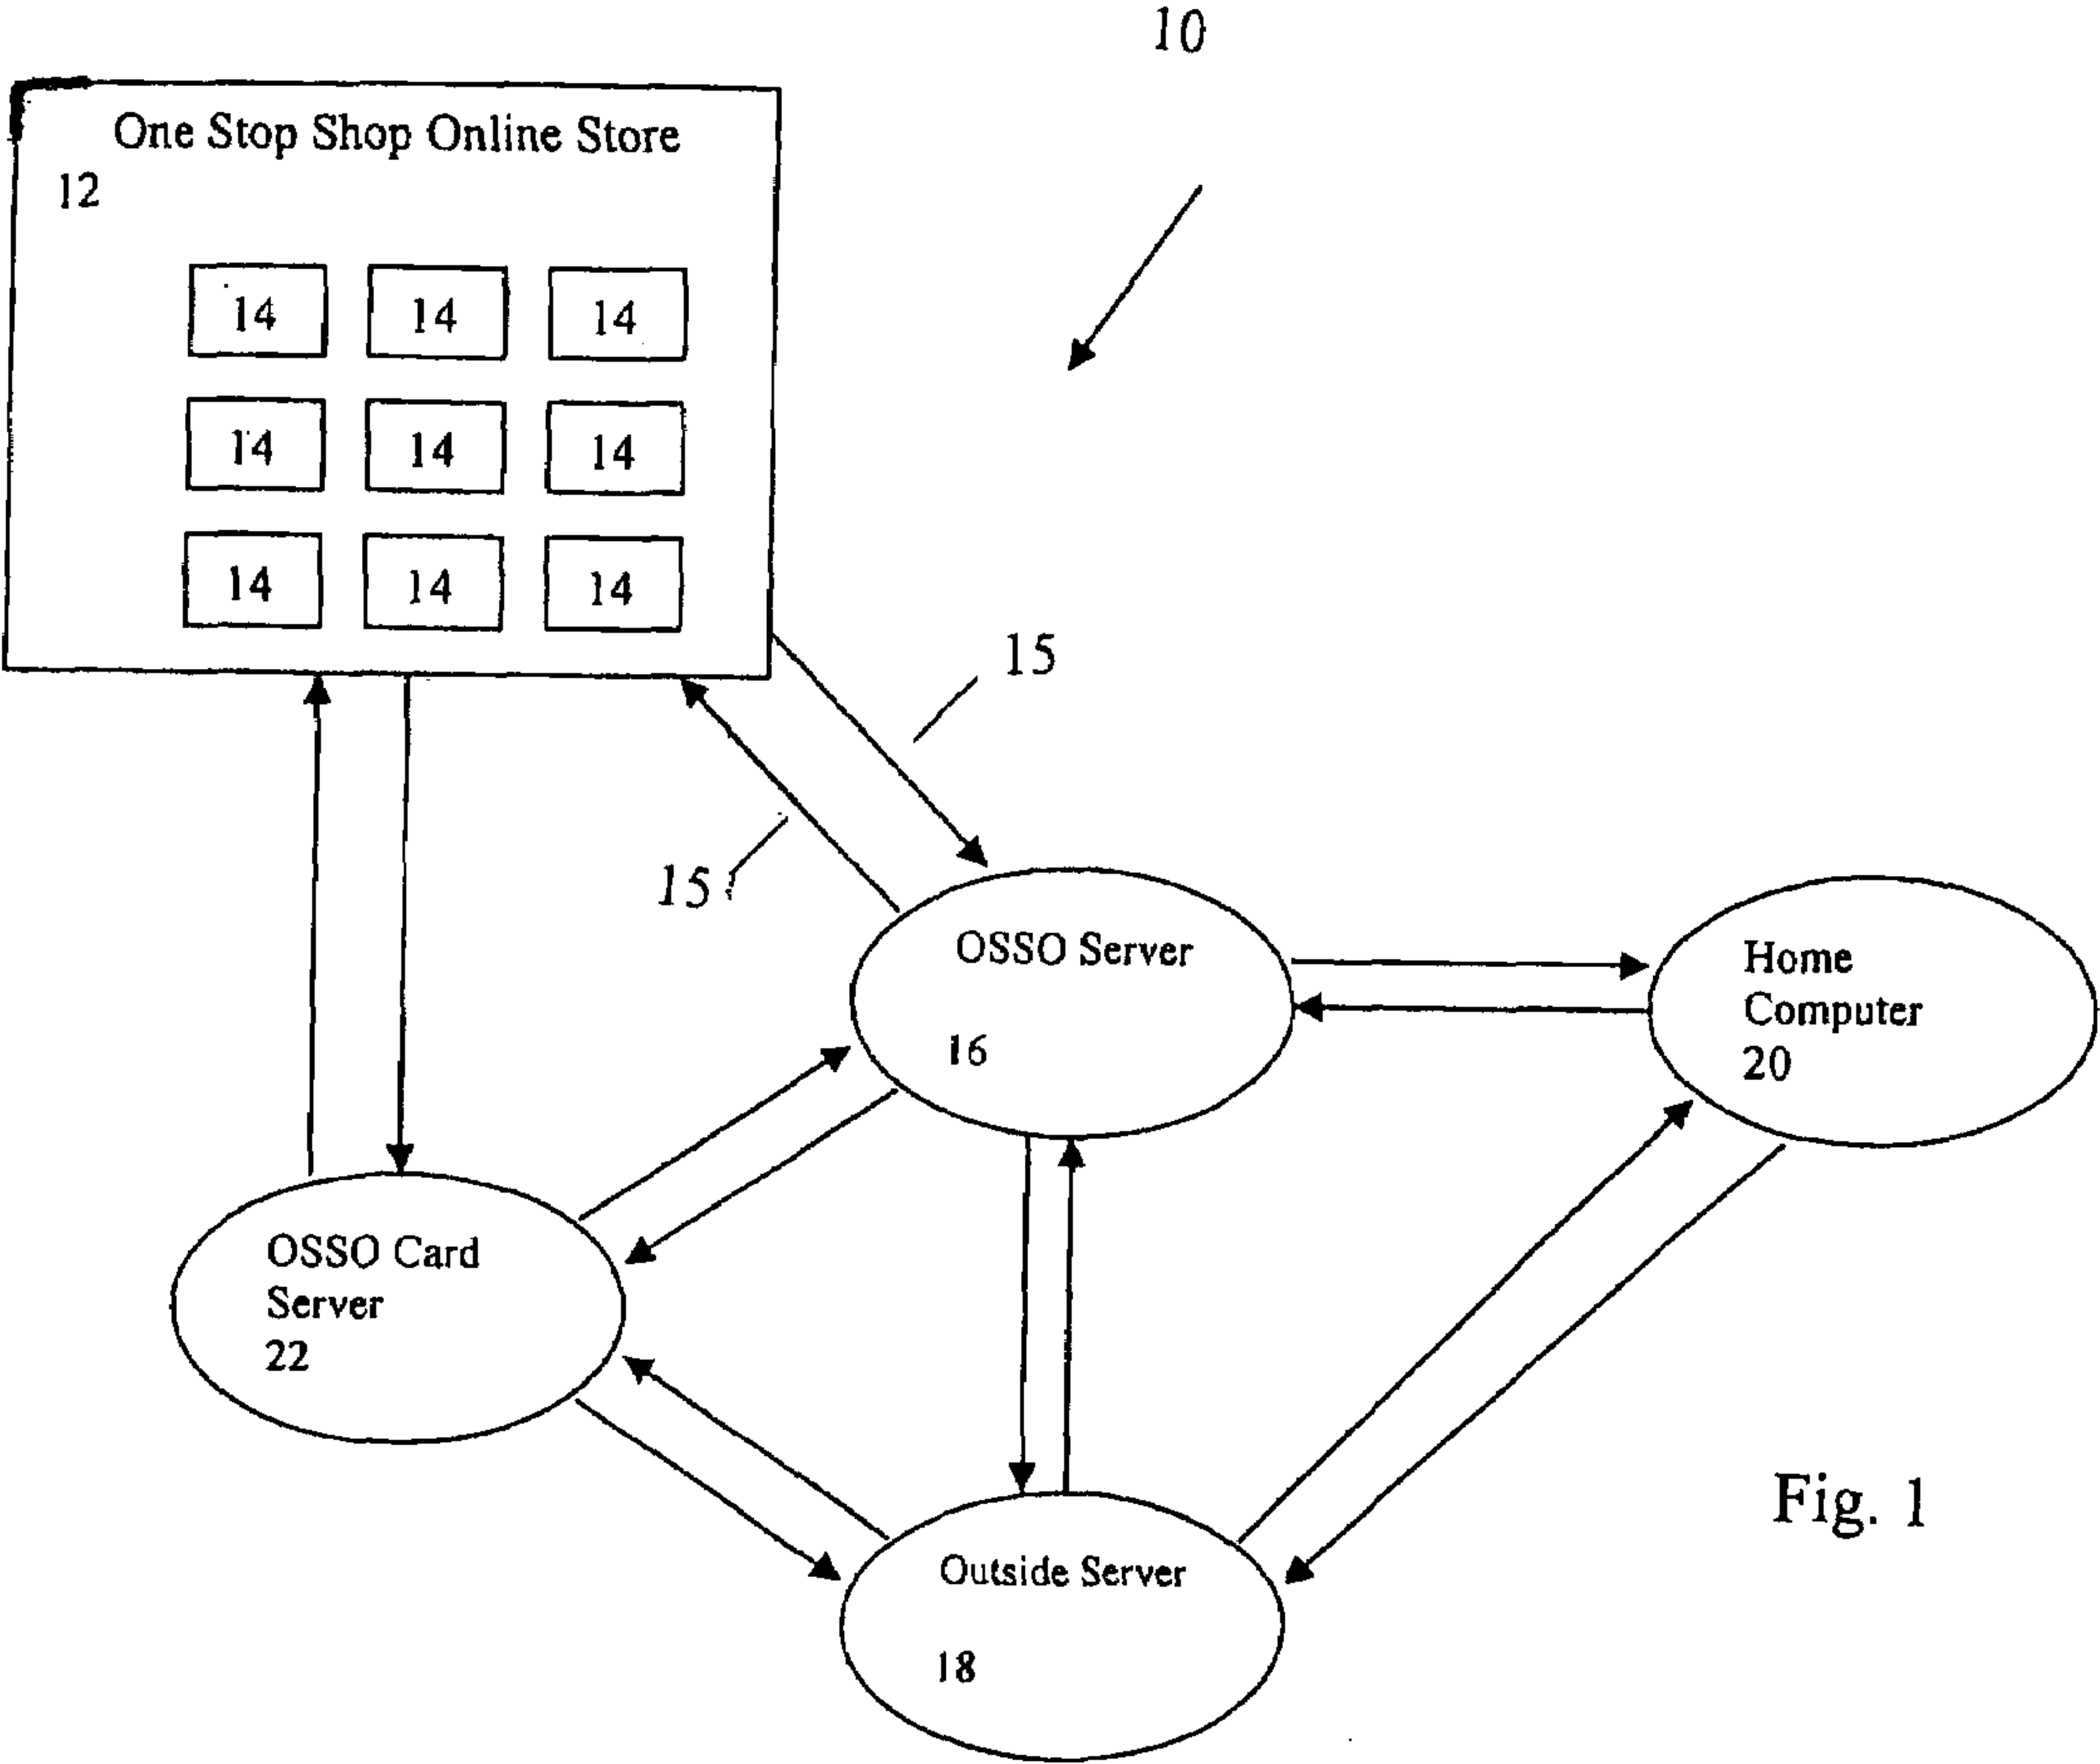 10
One Stop Shop Online Store
12
14 14 14
14 14 14
14 14 14
15
15
OSSO Server
16
Home
Computer
20
OSSO Card
Server
22
Fig. 1
Outside Server
18